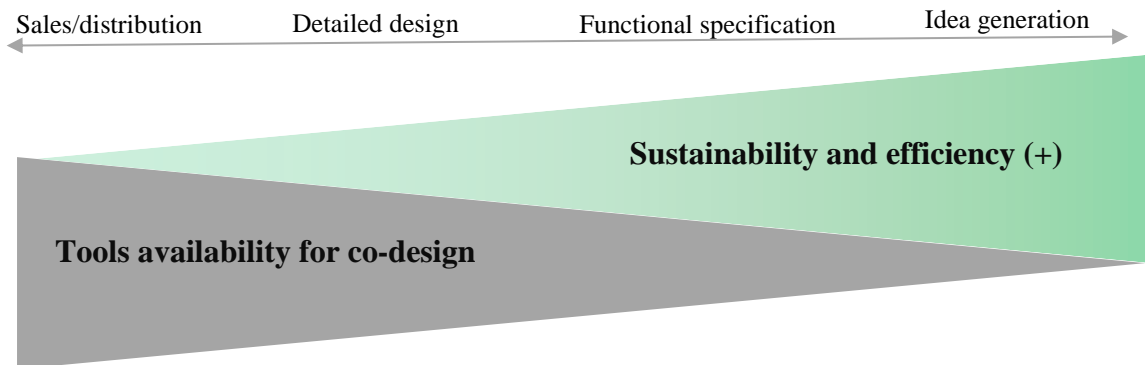 Sales/distribution Detailed design Functional specification Idea generation
Sustainability and efficiency (+)
Tools availability for co-design